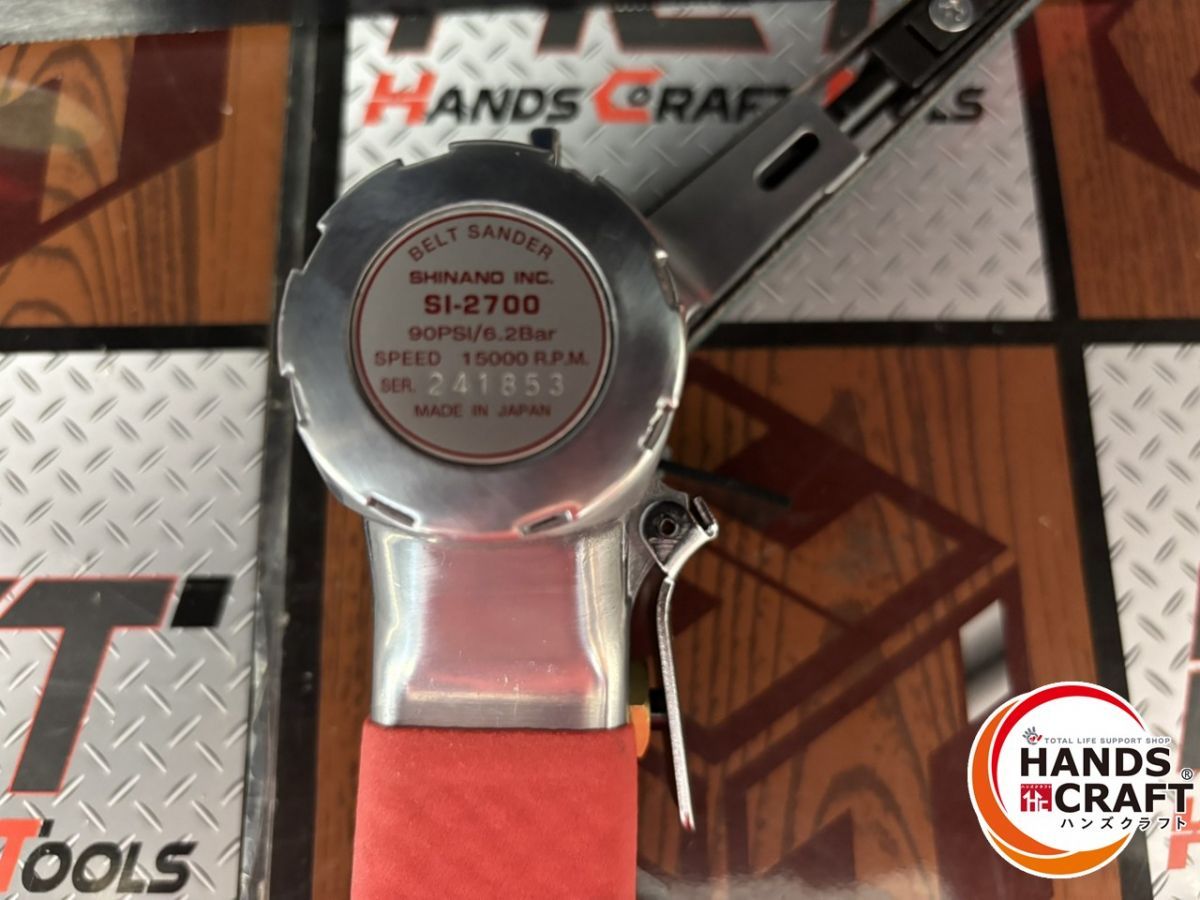 HANDS CRAFT TOOLS
BELT SANDER
SHINANO INC.
SI-2700
90PSI/6.2Bar
SPEED 15000 R.P.M.
SER. 241853
MADE IN JAPAN
T
TOOLS
TOTAL LIFE SUPPORT SHOP
HANDS
CRAFT®
ハンズクラフト